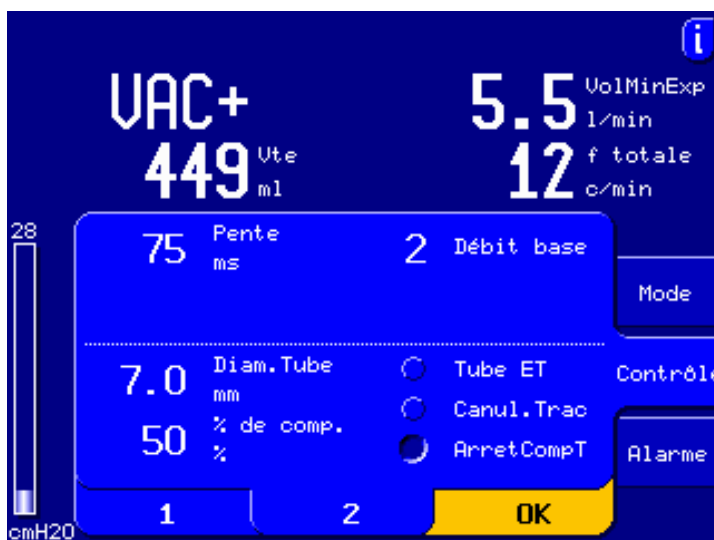 i
VAC+ 5.5 VolMinExp l/min
449 Vte ml 12 f totale c/min
28
75 Pente ms 2 Débit base
Mode
7.0 Diam.Tube mm Tube ET
Contrôle
50 % de comp. % Canul.Trac
ArretCompT
Alarme
1 2 OK
cmH2O